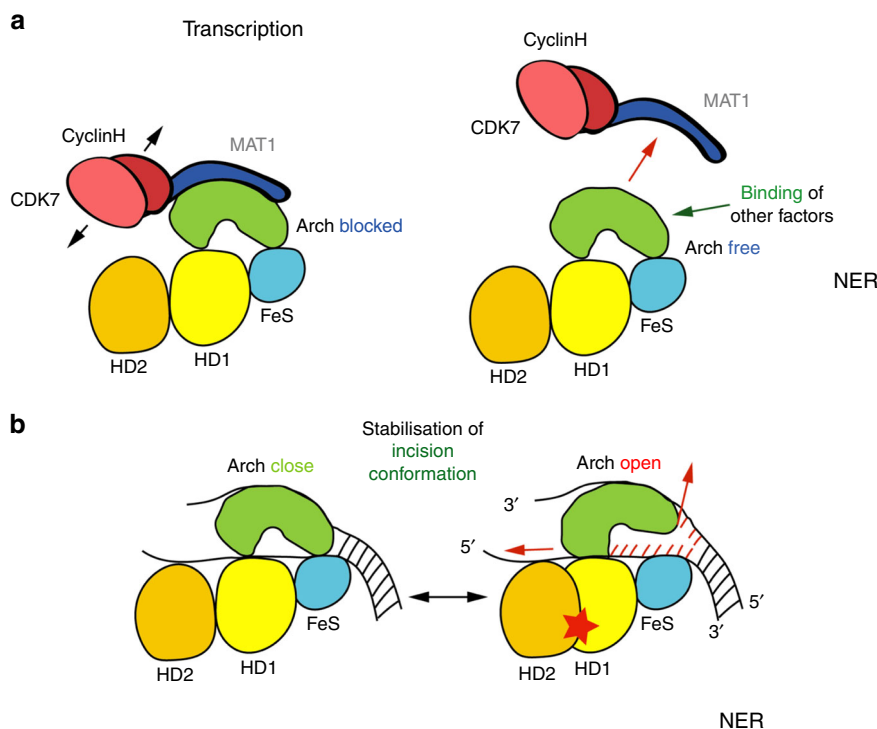 a
Transcription
CyclinH
MAT1
CDK7
Arch blocked
FeS
HD2
HD1
CyclinH
MAT1
CDK7
Binding of
other factors
Arch free
NER
FeS
HD2
HD1
b
Stabilisation of
incision
conformation
Arch close
FeS
HD2
HD1
Arch open
3′
5′
FeS
5′
3′
HD2
HD1
NER